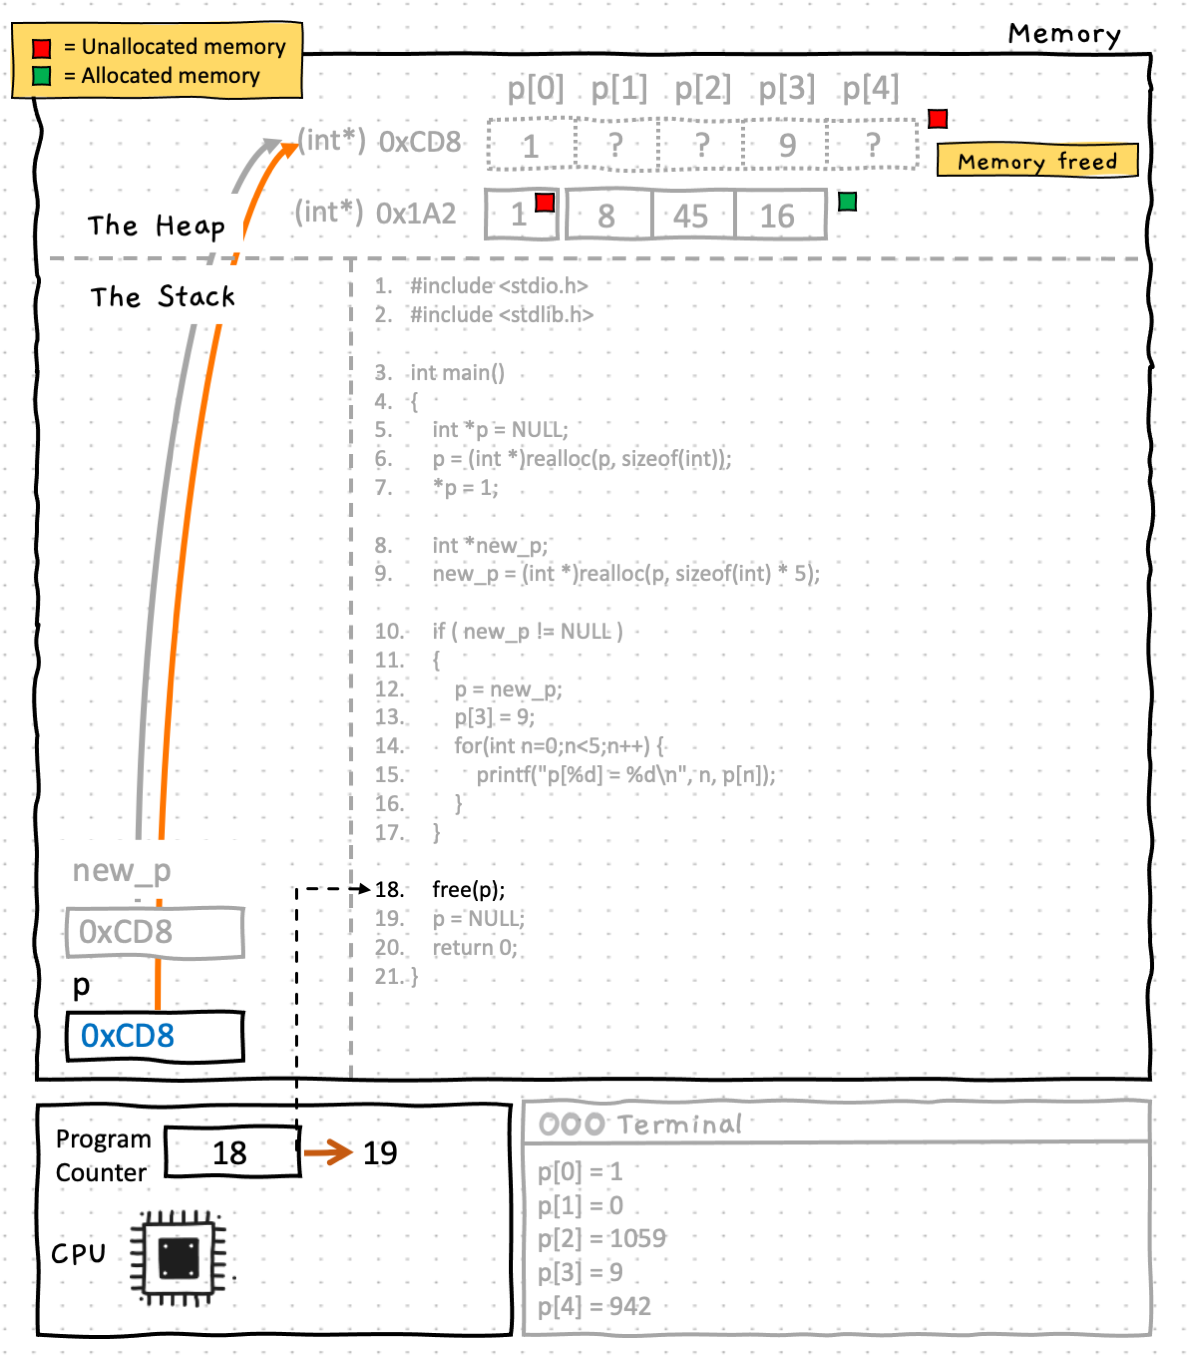 = Unallocated memory
= Allocated memory
Memory
p[0] p[1] p[2] p[3] p[4]
(int*) 0xCD8 1 ? ? 9 ?
Memory freed
(int*) 0x1A2 1 8 45 16
The Heap
The Stack
1. #include <stdio.h>
2. #include <stdlib.h>
3. int main()
4. {
5. int *p = NULL;
6. p = (int *)realloc(p, sizeof(int));
7. *p = 1;
8. int *new_p;
9. new_p = (int *)realloc(p, sizeof(int) * 5);
10. if ( new_p != NULL )
11. {
12. p = new_p;
13. p[3] = 9;
14. for(int n=0;n<5;n++) {
15. printf("p[%d] = %d\n", n, p[n]);
16. }
17. }
18. free(p);
19. p = NULL;
20. return 0;
21. }
new_p
0xCD8
p
0xCD8
Program
Counter
18
19
CPU
Terminal
p[0] = 1
p[1] = 0
p[2] = 1059
p[3] = 9
p[4] = 942